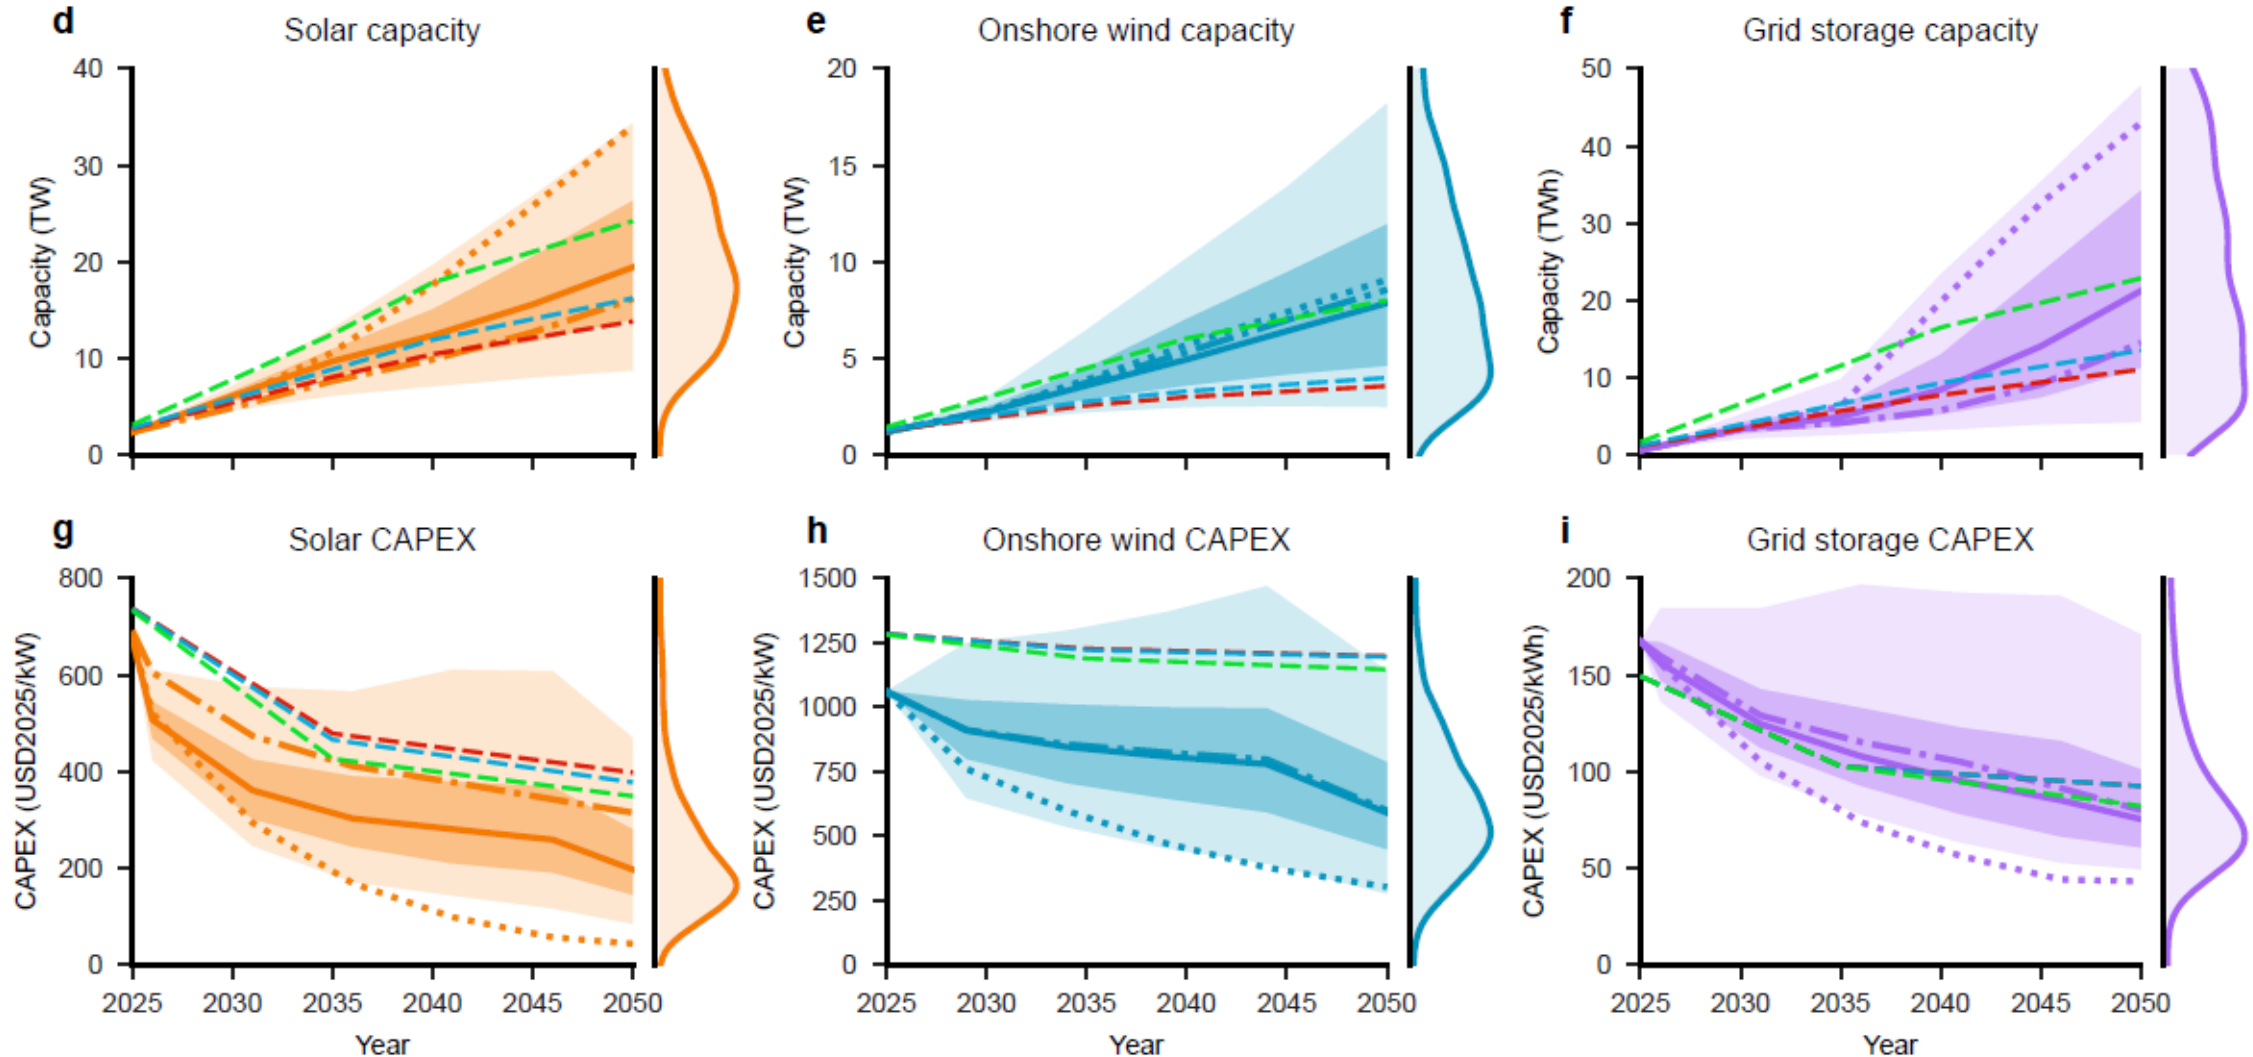 d Solar capacity
40
30
20
10
0
Capacity (TW)
e Onshore wind capacity
20
15
10
5
0
Capacity (TW)
f Grid storage capacity
50
40
30
20
10
0
Capacity (TWh)
g Solar CAPEX
800
600
400
200
0
CAPEX (USD2025/kW)
2025 2030 2035 2040 2045 2050
Year
h Onshore wind CAPEX
1500
1250
1000
750
500
250
0
CAPEX (USD2025/kW)
2025 2030 2035 2040 2045 2050
Year
i Grid storage CAPEX
200
150
100
50
0
CAPEX (USD2025/kWh)
2025 2030 2035 2040 2045 2050
Year